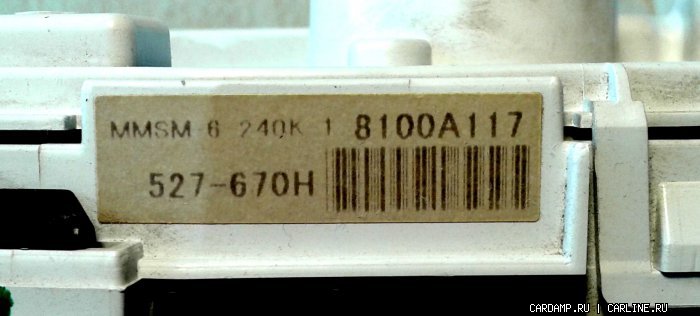 MMSM 6 240K 1 8100A117
527-670H
CARDAMP.RU | CARLINE.RU